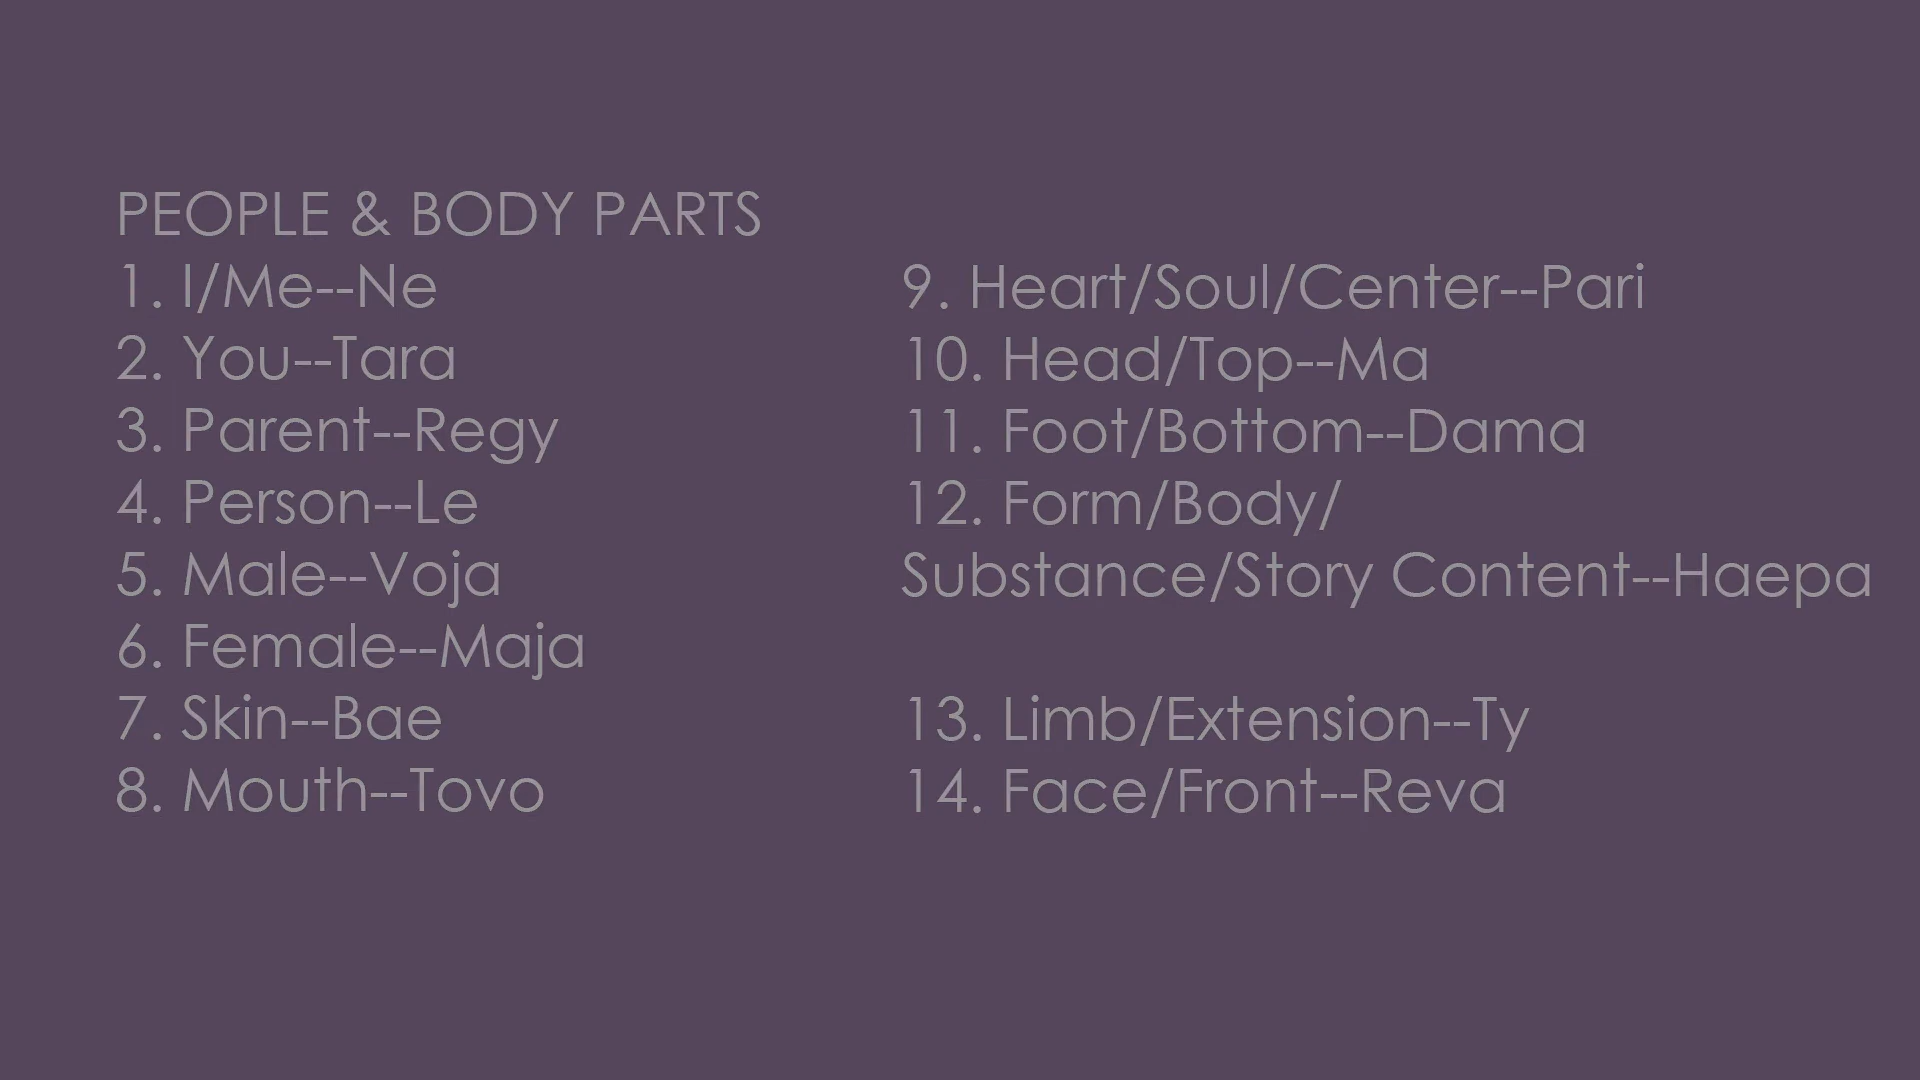 PEOPLE & BODY PARTS
1. I/Me--Ne
2. You--Tara
3. Parent--Regy
4. Person--Le
5. Male--Voja
6. Female--Maja
7. Skin--Bae
8. Mouth--Tovo
9. Heart/Soul/Center--Pari
10. Head/Top--Ma
11. Foot/Bottom--Dama
12. Form/Body/
Substance/Story Content--Haepa
13. Limb/Extension--Ty
14. Face/Front--Reva